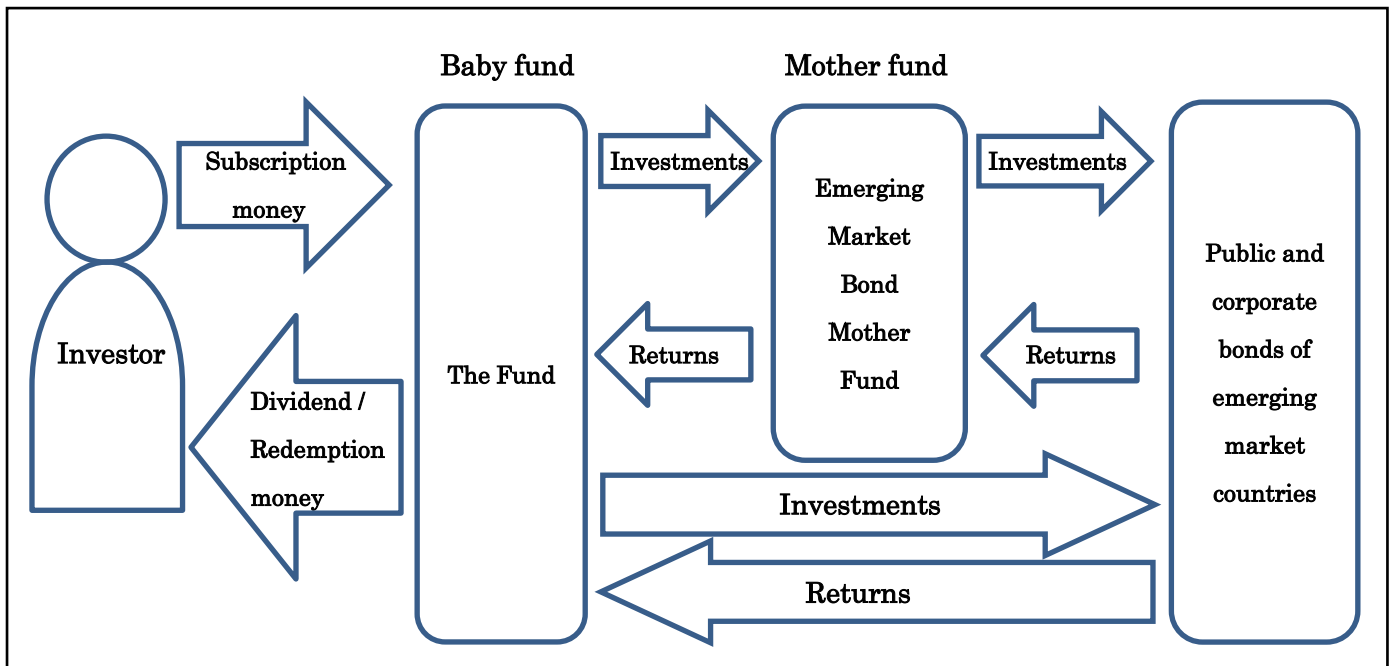 Baby fund
Mother fund
Subscription
money
Investments
Investments
Emerging
Market
Bond
Mother
Fund
Public and
corporate
bonds of
emerging
market
countries
Investor
The Fund
Returns
Returns
Dividend /
Redemption
money
Investments
Returns